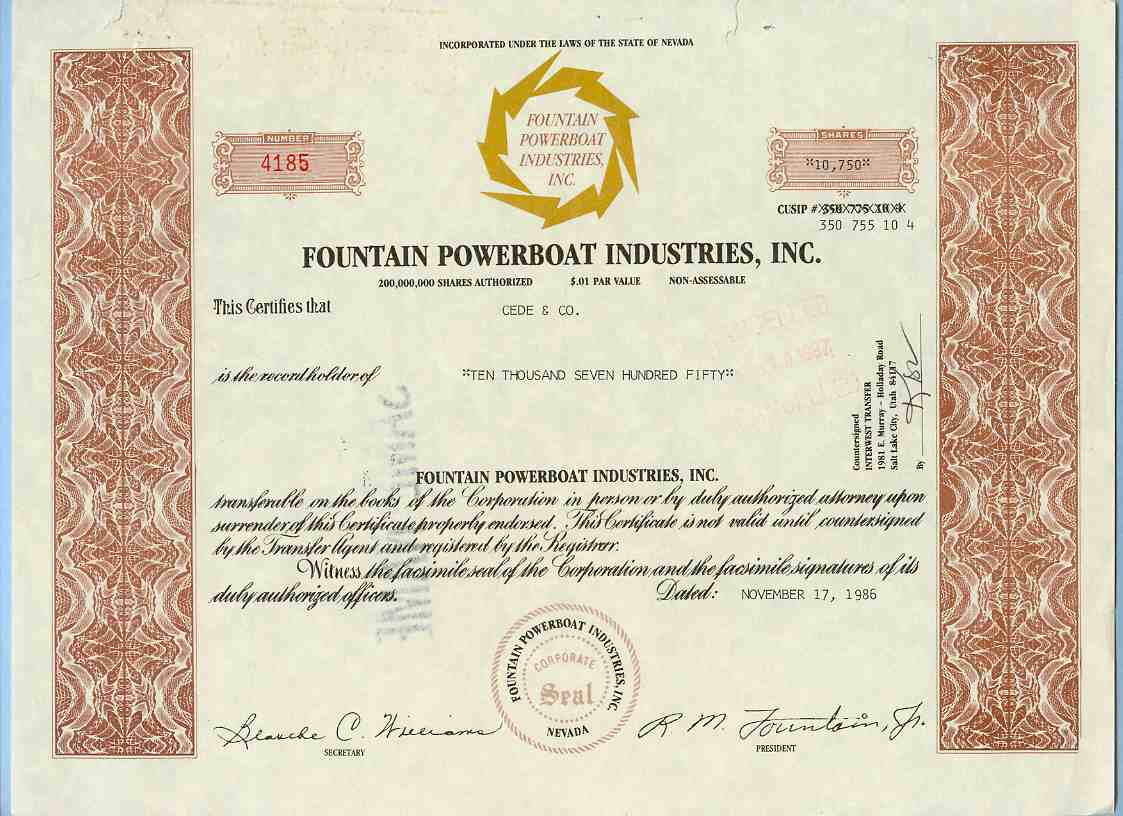 INCORPORATED UNDER THE LAWS OF THE STATE OF NEVADA
FOUNTAIN
POWERBOAT
INDUSTRIES,
INC.
NUMBER
4185
SHARES
*10,750*
CUSIP #350 775 10 3
350 755 10 4
FOUNTAIN POWERBOAT INDUSTRIES, INC.
200,000,000 SHARES AUTHORIZED $.01 PAR VALUE NON-ASSESSABLE
This Certifies that CEDE & CO.
is the record holder of *TEN THOUSAND SEVEN HUNDRED FIFTY*
Countersigned
INTERWEST TRANSFER
1981 E. Murray - Holladay Road
Salt Lake City, Utah 84117
By
FOUNTAIN POWERBOAT INDUSTRIES, INC.
transferable on the books of the Corporation in person or by duly authorized attorney upon
surrender of this Certificate properly endorsed. This Certificate is not valid until countersigned
by the Transfer Agent and registered by the Registrar.
Witness the facsimile seal of the Corporation and the facsimile signatures of its
duly authorized officers. Dated: NOVEMBER 17, 1986
FOUNTAIN POWERBOAT INDUSTRIES, INC.
CORPORATE
Seal
NEVADA
Blanche C. Williams
SECRETARY
R. M. Fountain, Jr.
PRESIDENT